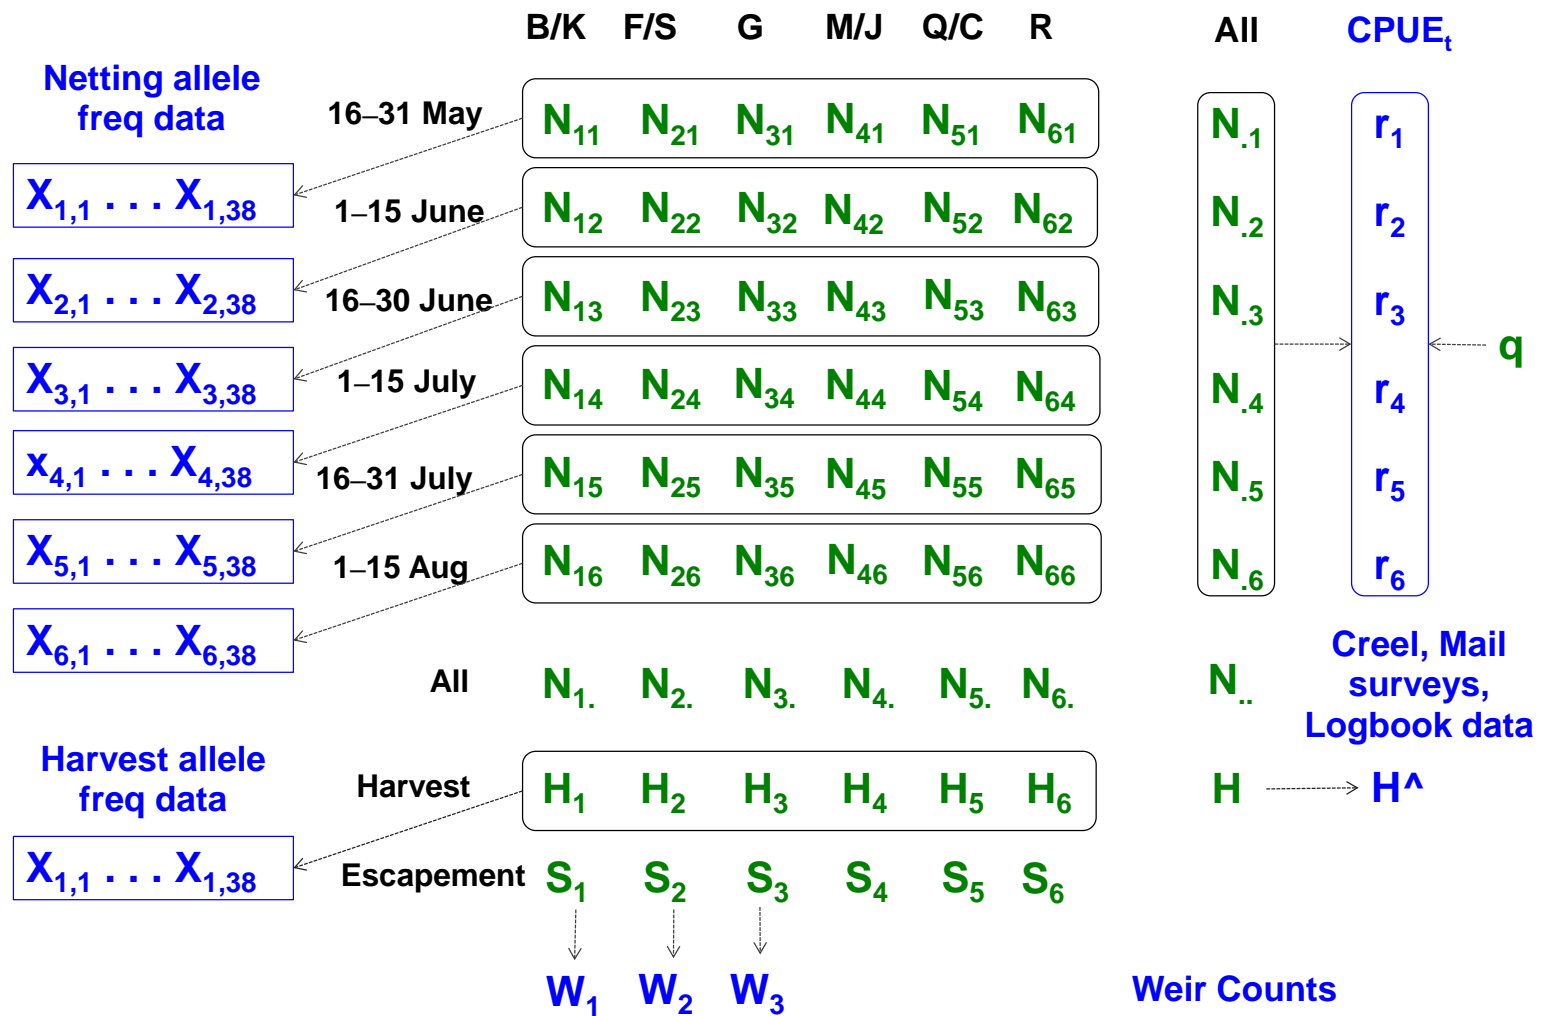 B/K F/S G M/J Q/C R All CPUEt
Netting allele
freq data
16–31 May N11 N21 N31 N41 N51 N61 N.1 r1
X1,1 . . . X1,38
1–15 June N12 N22 N32 N42 N52 N62 N.2 r2
X2,1 . . . X2,38
16–30 June N13 N23 N33 N43 N53 N63 N.3 r3
q
X3,1 . . . X3,38
1–15 July N14 N24 N34 N44 N54 N64 N.4 r4
x4,1 . . . X4,38
16–31 July N15 N25 N35 N45 N55 N65 N.5 r5
X5,1 . . . X5,38
1–15 Aug N16 N26 N36 N46 N56 N66 N.6 r6
X6,1 . . . X6,38
All N1. N2. N3. N4. N5. N6. N..
Creel, Mail
surveys,
Logbook data
Harvest allele
freq data
Harvest H1 H2 H3 H4 H5 H6 H H^
X1,1 . . . X1,38
Escapement S1 S2 S3 S4 S5 S6
W1 W2 W3 Weir Counts